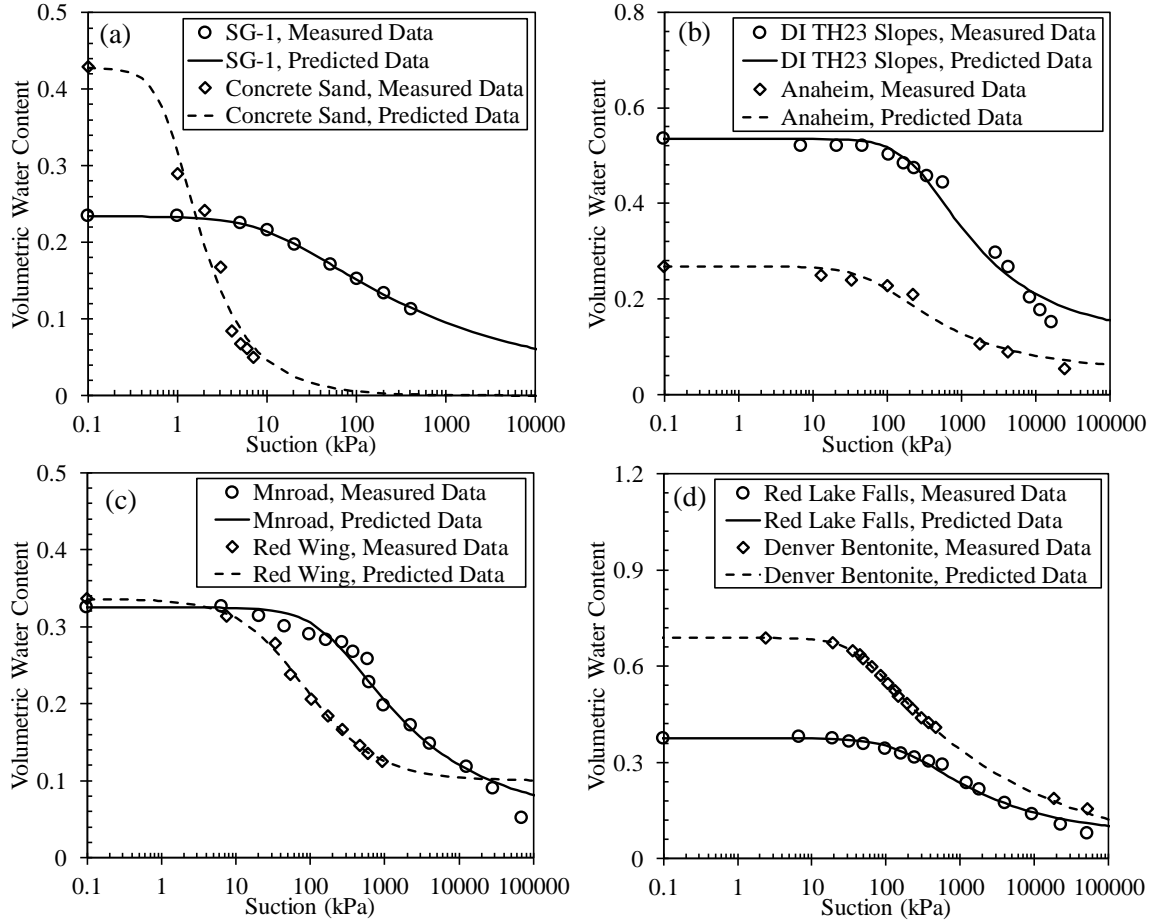 (a)
SG-1, Measured Data
SG-1, Predicted Data
Concrete Sand, Measured Data
Concrete Sand, Predicted Data
Volumetric Water Content
0.5
0.4
0.3
0.2
0.1
0
0.1 1 10 100 1000 10000
Suction (kPa)
(b)
DI TH23 Slopes, Measured Data
DI TH23 Slopes, Predicted Data
Anaheim, Measured Data
Anaheim, Predicted Data
Volumetric Water Content
0.8
0.6
0.4
0.2
0
0.1 1 10 100 1000 10000 100000
Suction (kPa)
(c)
Mnroad, Measured Data
Mnroad, Predicted Data
Red Wing, Measured Data
Red Wing, Predicted Data
Volumetric Water Content
0.5
0.4
0.3
0.2
0.1
0
0.1 1 10 100 1000 10000 100000
Suction (kPa)
(d)
Red Lake Falls, Measured Data
Red Lake Falls, Predicted Data
Denver Bentonite, Measured Data
Denver Bentonite, Predicted Data
Volumetric Water Content
1.2
0.9
0.6
0.3
0
0.1 1 10 100 1000 10000 100000
Suction (kPa)